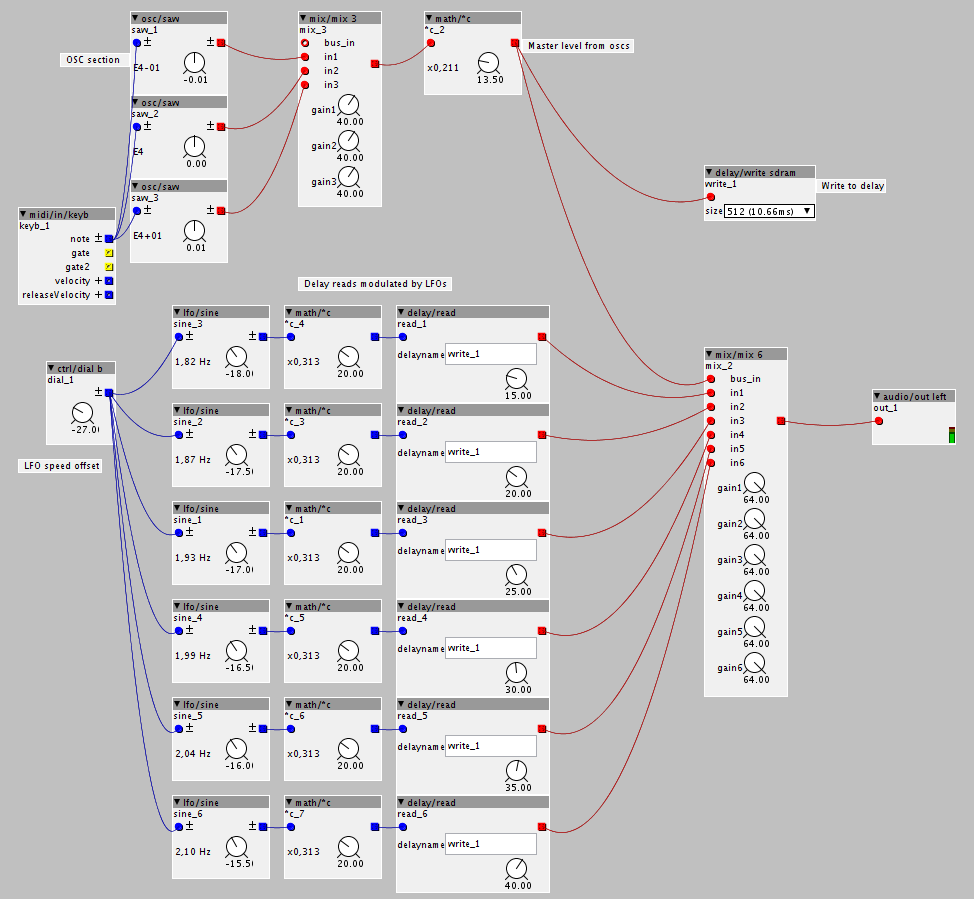 osc/saw
saw_1
± ±
E4-01
-0.01
OSC section
osc/saw
saw_2
± ±
E4
0.00
osc/saw
saw_3
± ±
E4+01
0.01
midi/in/keyb
keyb_1
note ±
gate
gate2
velocity +
releaseVelocity +
mix/mix 3
mix_3
bus_in
in1
in2
in3
gain1
40.00
gain2
40.00
gain3
40.00
math/*c
*c_2
x0,211
13.50
Master level from oscs
delay/write sdram
write_1
size 512 (10.66ms)
Write to delay
Delay reads modulated by LFOs
ctrl/dial b
dial_1
±
-27.0
LFO speed offset
lfo/sine
sine_3
± ±
1,82 Hz
-18.0
math/*c
*c_4
x0,313
20.00
delay/read
read_1
delayname write_1
15.00
lfo/sine
sine_2
± ±
1,87 Hz
-17.5
math/*c
*c_3
x0,313
20.00
delay/read
read_2
delayname write_1
20.00
lfo/sine
sine_1
± ±
1,93 Hz
-17.0
math/*c
*c_1
x0,313
20.00
delay/read
read_3
delayname write_1
25.00
lfo/sine
sine_4
± ±
1,99 Hz
-16.5
math/*c
*c_5
x0,313
20.00
delay/read
read_4
delayname write_1
30.00
lfo/sine
sine_5
± ±
2,04 Hz
-16.0
math/*c
*c_6
x0,313
20.00
delay/read
read_5
delayname write_1
35.00
lfo/sine
sine_6
± ±
2,10 Hz
-15.5
math/*c
*c_7
x0,313
20.00
delay/read
read_6
delayname write_1
40.00
mix/mix 6
mix_2
bus_in
in1
in2
in3
in4
in5
in6
gain1
64.00
gain2
64.00
gain3
64.00
gain4
64.00
gain5
64.00
gain6
64.00
audio/out left
out_1